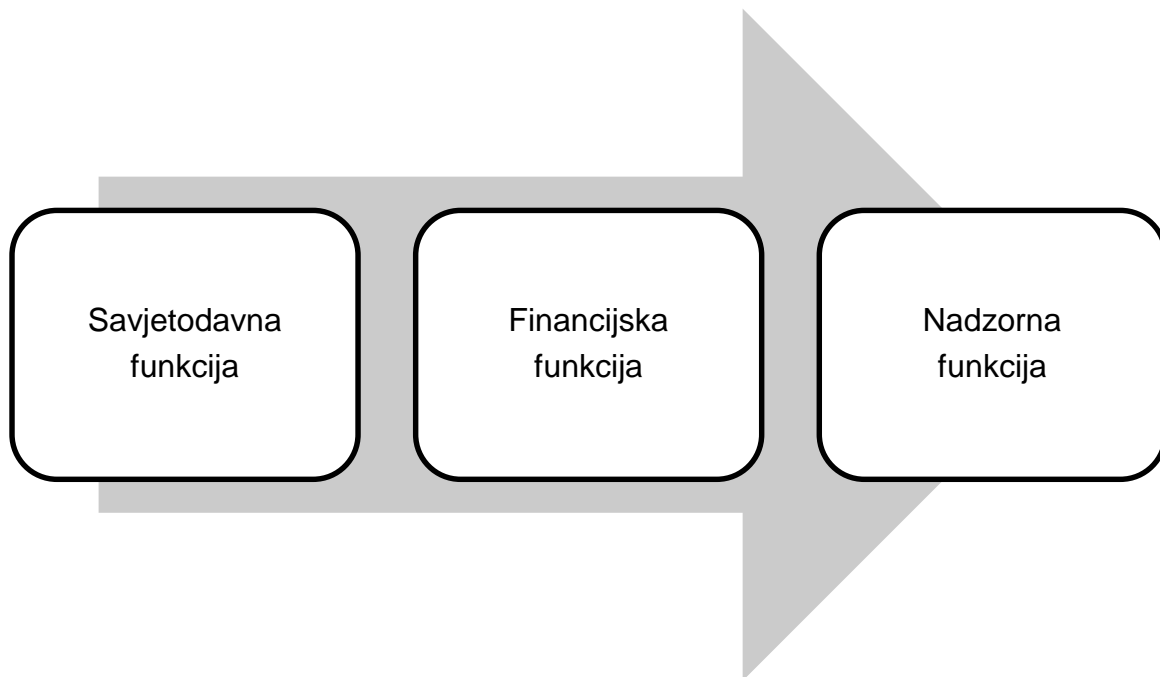 Savjetodavna
funkcija
Financijska
funkcija
Nadzorna
funkcija